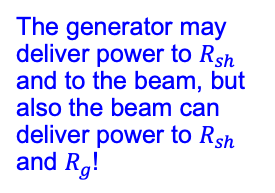 The generator may
deliver power to R_sh
and to the beam, but
also the beam can
deliver power to R_sh
and R_g!